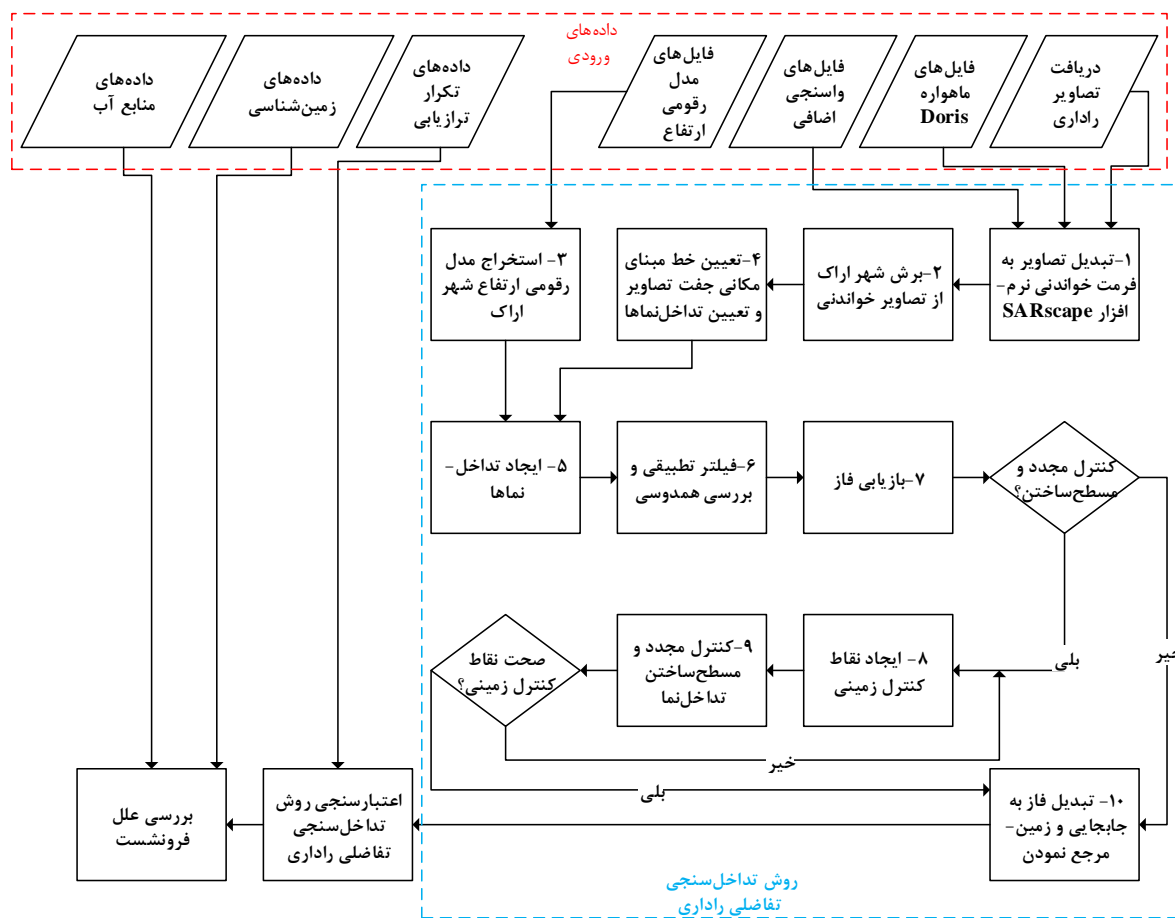 داده‌های
ورودی
دریافت
تصاویر
راداری
فایل‌های
ماهواره
Doris
فایل‌های
واسنجی
اضافی
فایل‌های
مدل
رقومی
ارتفاع
داده‌های
تکرار
ترازیابی
داده‌های
زمین‌شناسی
داده‌های
منابع آب
۱-تبدیل تصاویر به
فرمت خواندنی نرم-
افزار SARscape
۲-برش شهر اراک
از تصاویر خواندنی
۴-تعیین خط مبنای
مکانی جفت تصاویر
و تعیین تداخل‌نماها
۳- استخراج مدل
رقومی ارتفاع شهر
اراک
۵- ایجاد تداخل-
نماها
۶-فیلتر تطبیقی و
بررسی همدوسی
۷-بازیابی فاز
کنترل مجدد و
مسطح‌ساختن؟
بلی
خیر
۸- ایجاد نقاط
کنترل زمینی
۹-کنترل مجدد و
مسطح‌ساختن
تداخل‌نما
صحت نقاط
کنترل زمینی؟
خیر
بلی
۱۰- تبدیل فاز به
جابجایی و زمین-
مرجع نمودن
اعتبارسنجی روش
تداخل‌سنجی
تفاضلی راداری
بررسی علل
فرونشست
روش تداخل‌سنجی
تفاضلی راداری